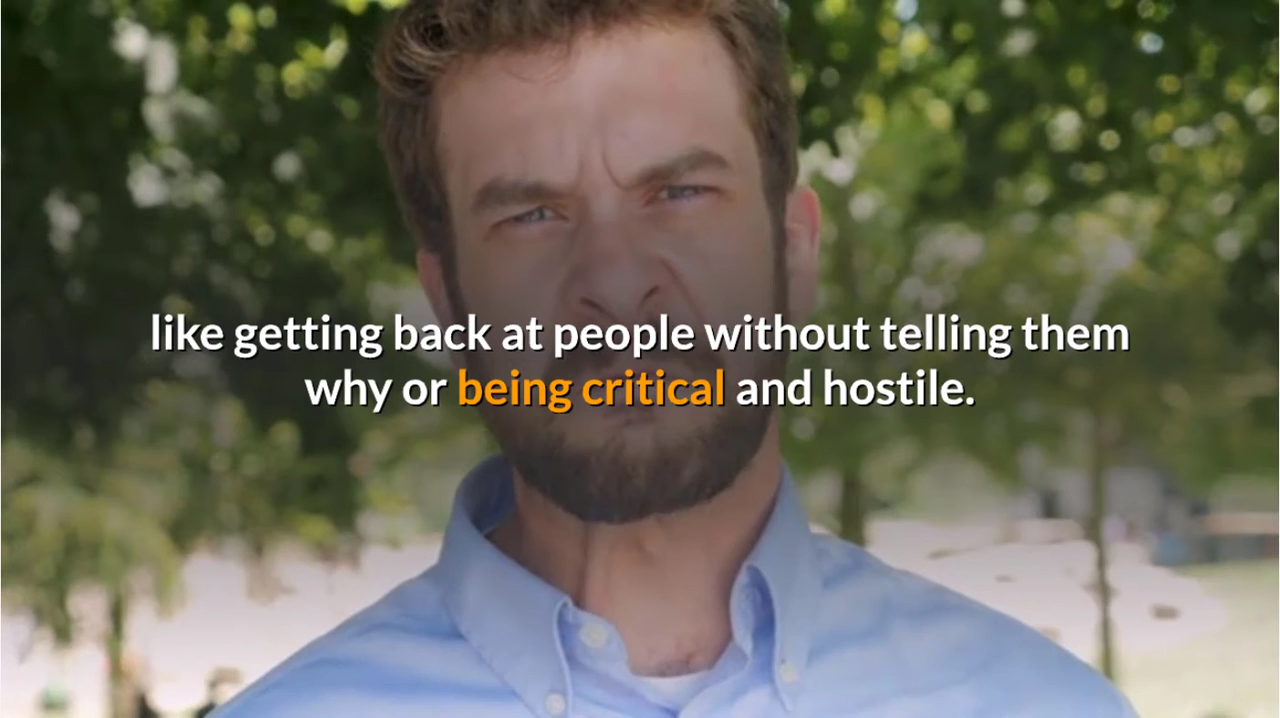 like getting back at people without telling them
why or being critical and hostile.